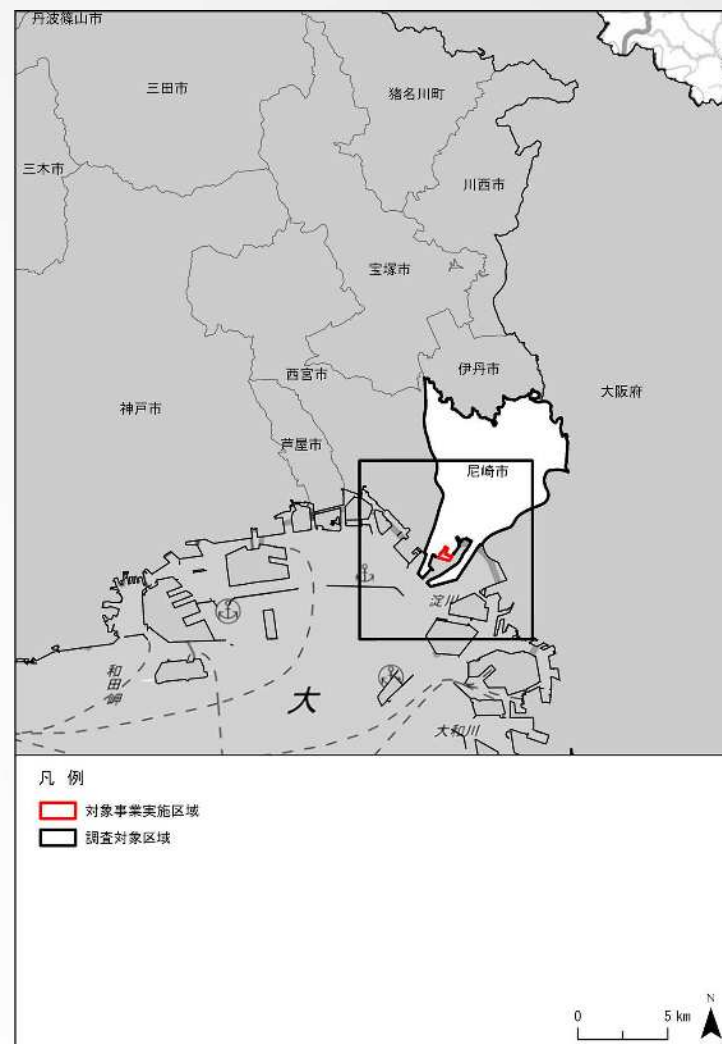 丹波篠山市
三田市
猪名川町
三木市
川西市
宝塚市
伊丹市
西宮市
大阪府
神戸市
芦屋市
尼崎市
淀川
和田岬
大
大和川
凡 例
対象事業実施区域
調査対象区域
N
0 5 km